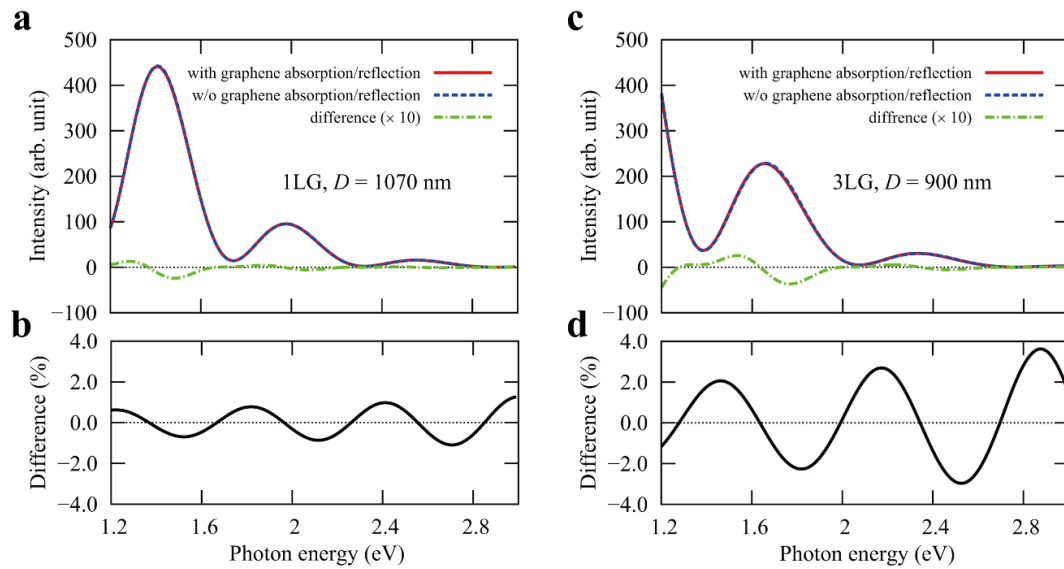 a
500
400
300
200
100
0
−100
Intensity (arb. unit)
with graphene absorption/reflection
w/o graphene absorption/reflection
difference (× 10)
1LG, D = 1070 nm
b
4.0
2.0
0.0
−2.0
−4.0
Difference (%)
1.2 1.6 2 2.4 2.8
Photon energy (eV)
c
500
400
300
200
100
0
−100
Intensity (arb. unit)
with graphene absorption/reflection
w/o graphene absorption/reflection
diffrence (× 10)
3LG, D = 900 nm
d
4.0
2.0
0.0
−2.0
−4.0
Difference (%)
1.2 1.6 2 2.4 2.8
Photon energy (eV)